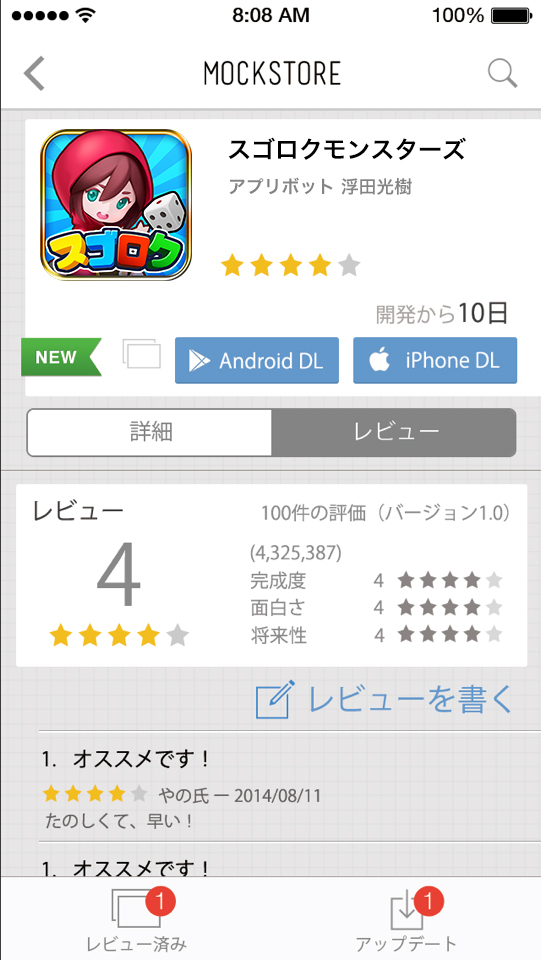 8:08 AM 100%
MOCKSTORE
スゴロク
スゴロクモンスターズ
アプリボット 浮田光樹
開発から10日
NEW
Android DL
iPhone DL
詳細
レビュー
レビュー
100件の評価（バージョン1.0）
4
(4,325,387)
完成度 4
面白さ 4
将来性 4
レビューを書く
1. オススメです！
やの氏 ー 2014/08/11
たのしくて、早い！
1. オススメです！
1
レビュー済み
1
アップデート